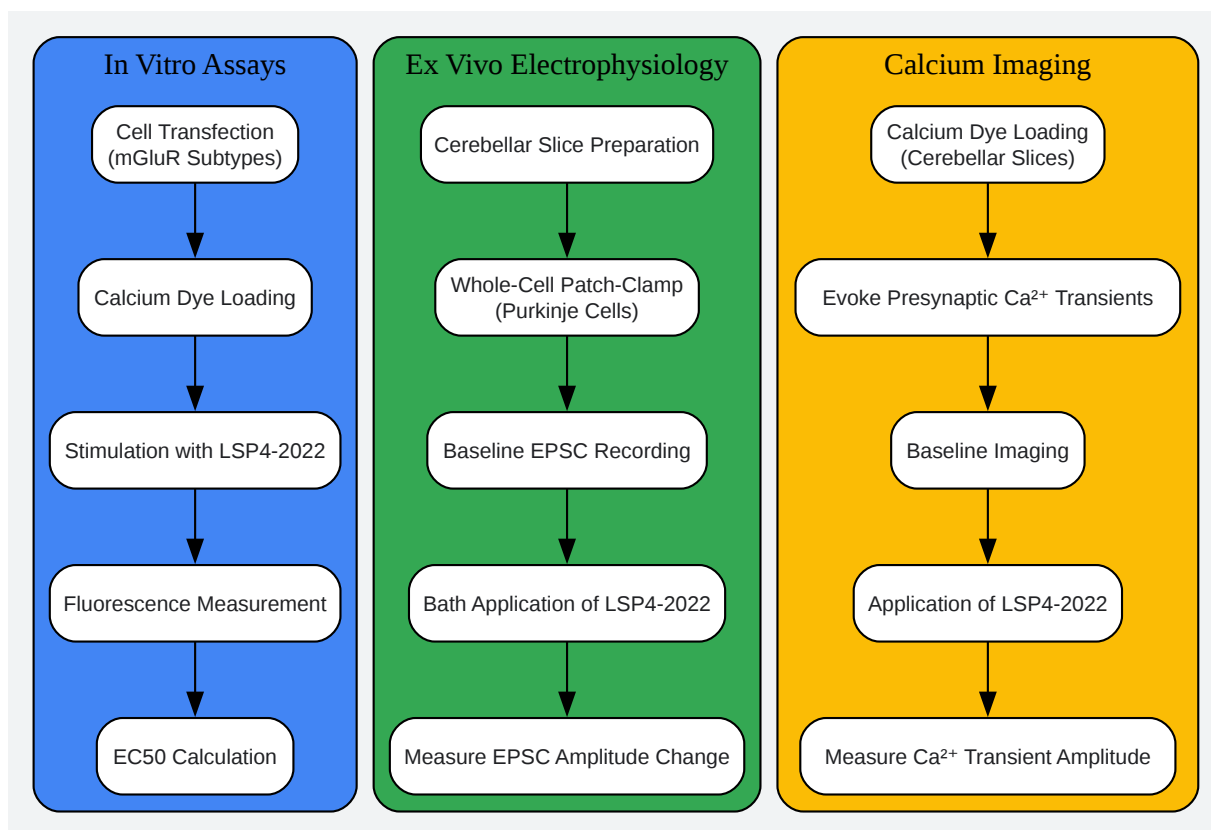 In Vitro Assays
Cell Transfection
(mGluR Subtypes)
Calcium Dye Loading
Stimulation with LSP4-2022
Fluorescence Measurement
EC50 Calculation
Ex Vivo Electrophysiology
Cerebellar Slice Preparation
Whole-Cell Patch-Clamp
(Purkinje Cells)
Baseline EPSC Recording
Bath Application of LSP4-2022
Measure EPSC Amplitude Change
Calcium Imaging
Calcium Dye Loading
(Cerebellar Slices)
Evoke Presynaptic Ca²⁺ Transients
Baseline Imaging
Application of LSP4-2022
Measure Ca²⁺ Transient Amplitude